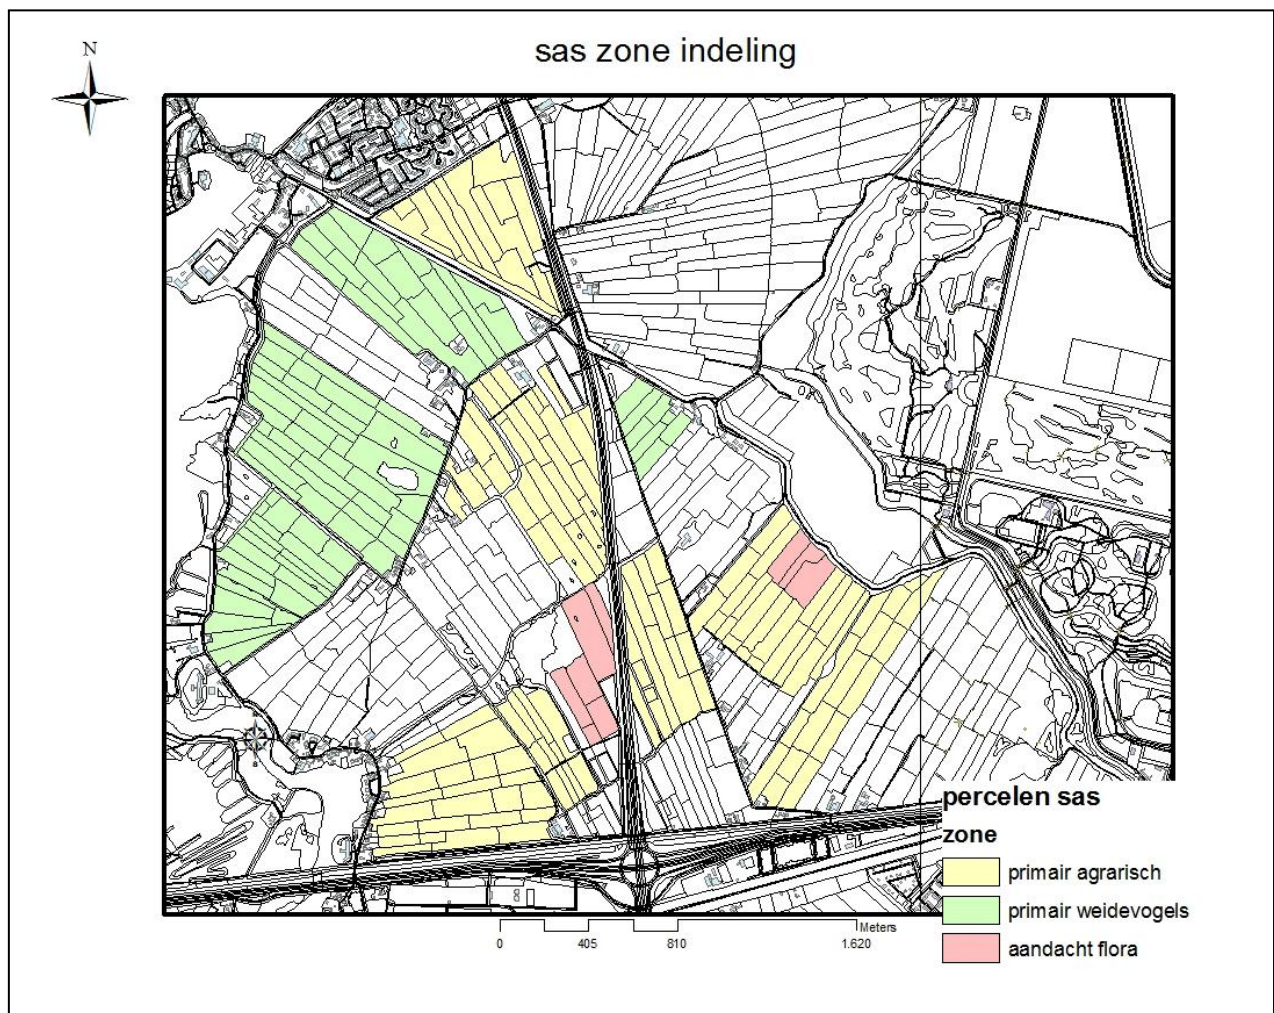 sas zone indeling
N
percelen sas
zone
primair agrarisch
primair weidevogels
aandacht flora
Meters
0 405 810 1.620